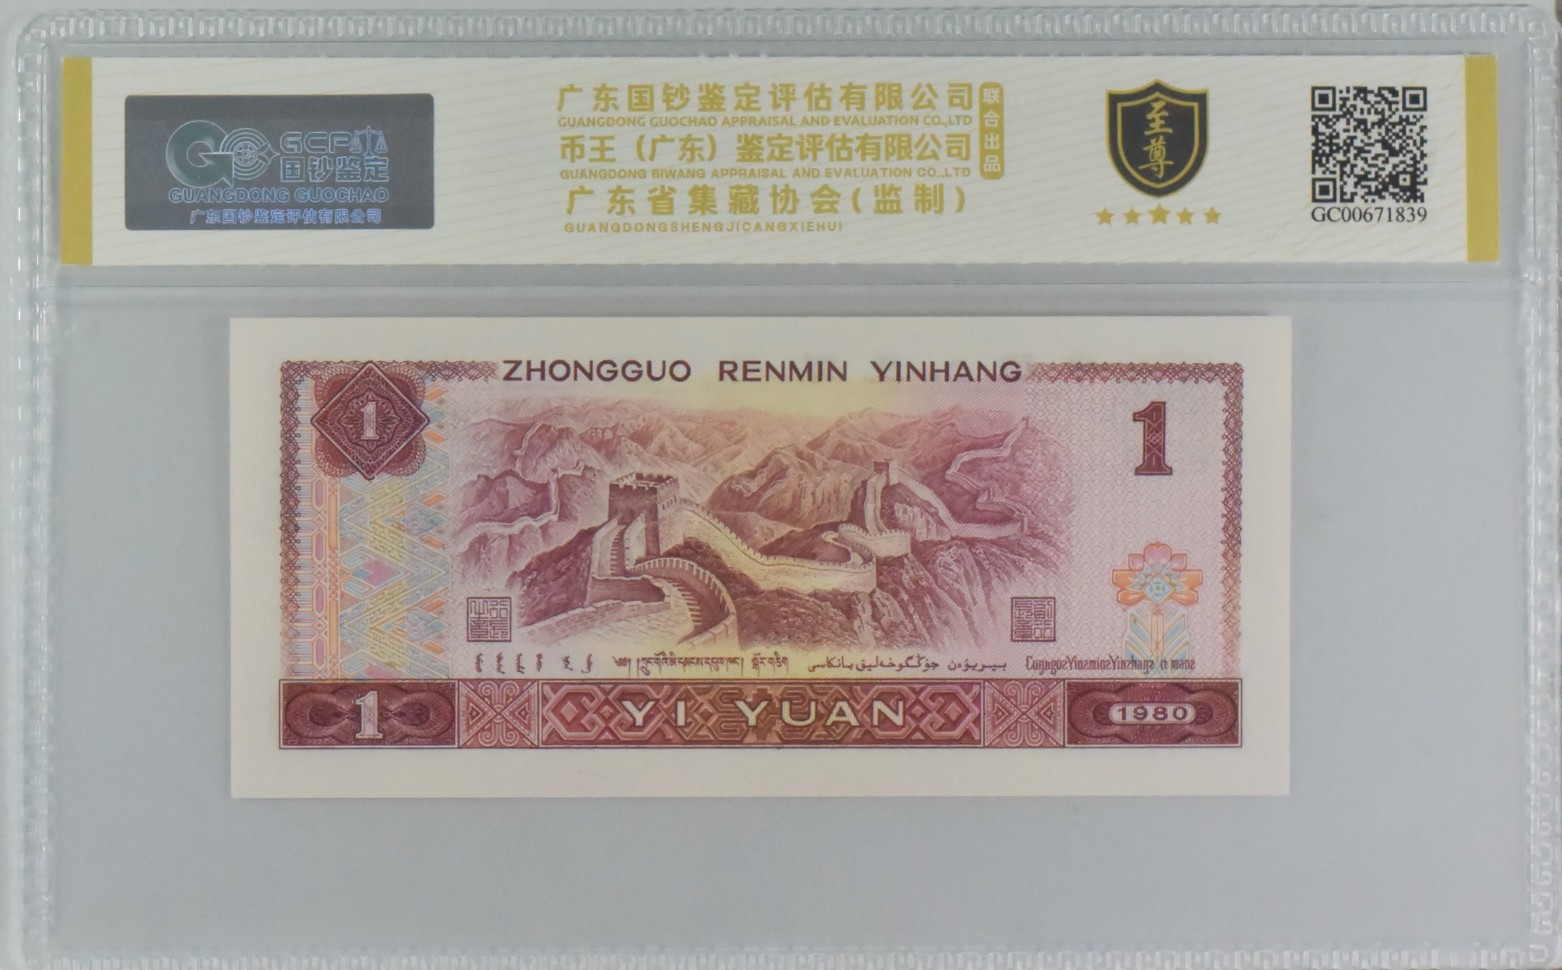 GCP
国钞鉴定
GUANGDONG GUOCHAO
广东国钞鉴定评估有限公司
广东国钞鉴定评估有限公司
GUANGDONG GUOCHAO APPRAISAL AND EVALUATION CO.,LTD
币王（广东）鉴定评估有限公司
GUANGDONG BIWANG APPRAISAL AND EVALUATION CO.,LTD
广东省集藏协会(监制)
GUANGDONGSHENGJICANGXIEHUI
联合出品
至尊
GC00671839
ZHONGGUO RENMIN YINHANG
1
1
1
YI YUAN
1980